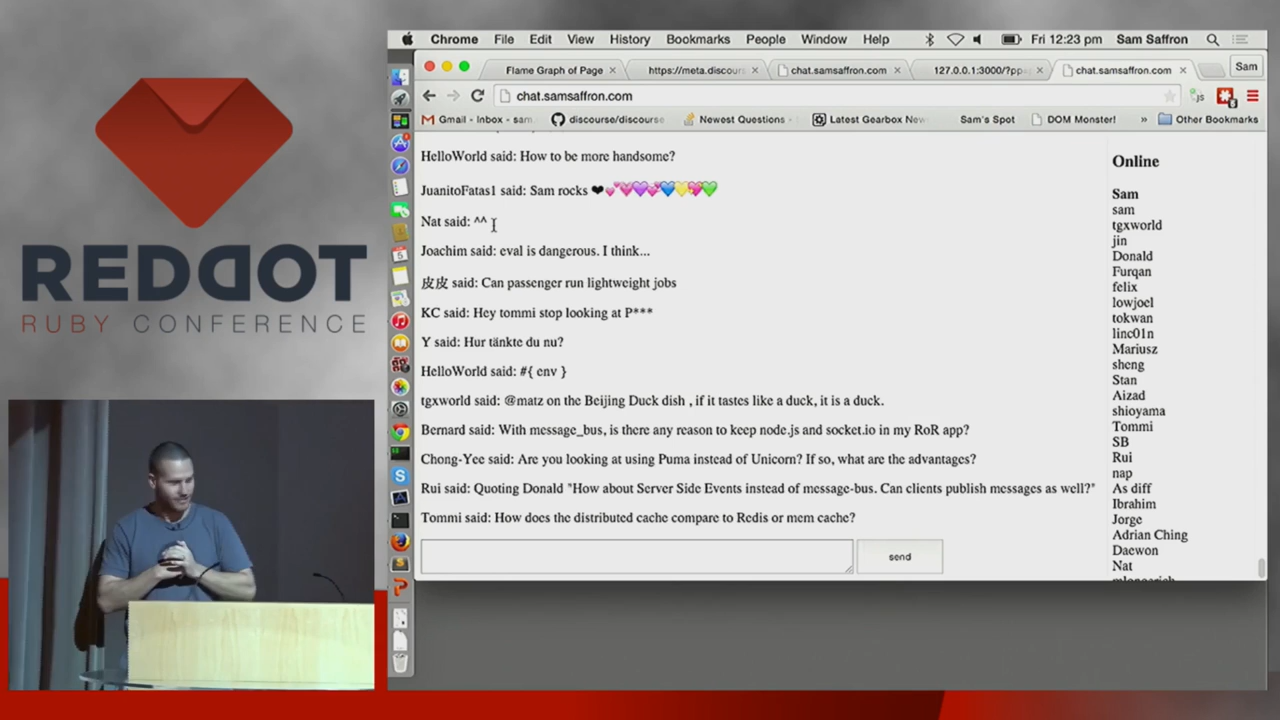 REDDOT
RUBY CONFERENCE
Chrome File Edit View History Bookmarks People Window Help Fri 12:23 pm Sam Saffron
Flame Graph of Page
https://meta.discours
chat.samsaffron.com
127.0.0.1:3000/?pp=
chat.samsaffron.com
Sam
chat.samsaffron.com
Gmail - Inbox - sam
discourse/discourse
Newest Questions -
Latest Gearbox New
Sam's Spot
DOM Monster!
» Other Bookmarks
HelloWorld said: How to be more handsome?
JuanitoFatas1 said: Sam rocks ❤💕💕💜💞💙💛💖💚
Nat said: ^^
Joachim said: eval is dangerous. I think...
皮皮 said: Can passenger run lightweight jobs
KC said: Hey tommi stop looking at P***
Y said: Hur tänkte du nu?
HelloWorld said: #{ env }
tgxworld said: @matz on the Beijing Duck dish , if it tastes like a duck, it is a duck.
Bernard said: With message_bus, is there any reason to keep node.js and socket.io in my RoR app?
Chong-Yee said: Are you looking at using Puma instead of Unicorn? If so, what are the advantages?
Rui said: Quoting Donald "How about Server Side Events instead of message-bus. Can clients publish messages as well?"
Tommi said: How does the distributed cache compare to Redis or mem cache?
send
Online
Sam
sam
tgxworld
jin
Donald
Furqan
felix
lowjoel
tokwan
linc01n
Mariusz
sheng
Stan
Aizad
shioyama
Tommi
SB
Rui
nap
As diff
Ibrahim
Jorge
Adrian Ching
Daewon
Nat